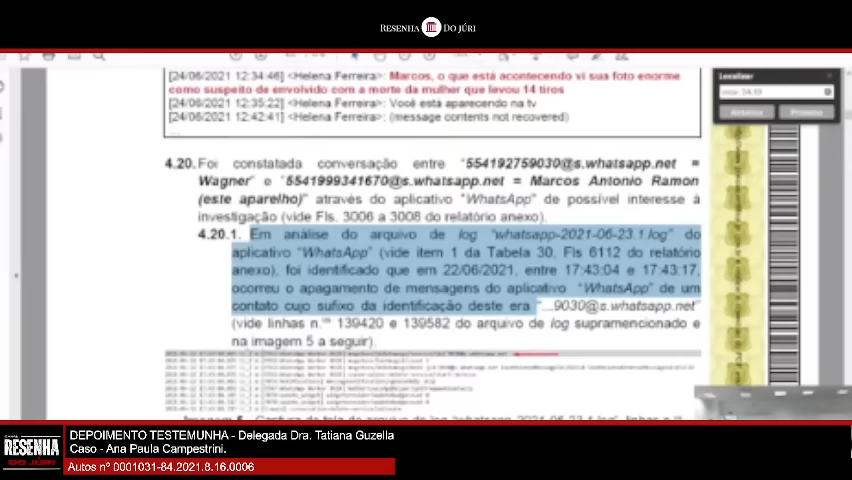 RESENHA DO JÚRI
Localizar
[24/06/2021 12:34:46] <Helena Ferreira>: Marcos, o que está acontecendo vi sua foto enorme
como suspeito de envolvido com a morte da mulher que levou 14 tiros
[24/06/2021 12:35:22] <Helena Ferreira>: Você está aparecendo na tv
[24/06/2021 12:42:41] <Helena Ferreira>: (message contents not recovered)
4.20. Foi constatada conversação entre "554192759030@s.whatsapp.net =
Wagner" e "5541999341670@s.whatsapp.net = Marcos Antonio Ramon
(este aparelho)" através do aplicativo "WhatsApp" de possível interesse à
investigação (vide Fls. 3006 a 3008 do relatório anexo).
4.20.1. Em análise do arquivo de log "whatsapp-2021-06-23.1.log" do
aplicativo "WhatsApp" (vide item 1 da Tabela 30, Fls 6112 do relatório
anexo), foi identificado que em 22/06/2021, entre 17:43:04 e 17:43:17,
ocorreu o apagamento de mensagens do aplicativo "WhatsApp" de um
contato cujo sufixo da identificação deste era "...9030@s.whatsapp.net"
(vide linhas n.ºs 139420 e 139582 do arquivo de log supramencionado e
na imagem 5 a seguir).
RESENHA
DO JÚRI
DEPOIMENTO TESTEMUNHA - Delegada Dra. Tatiana Guzella
Caso - Ana Paula Campestrini.
Autos nº 0001031-84.2021.8.16.0006